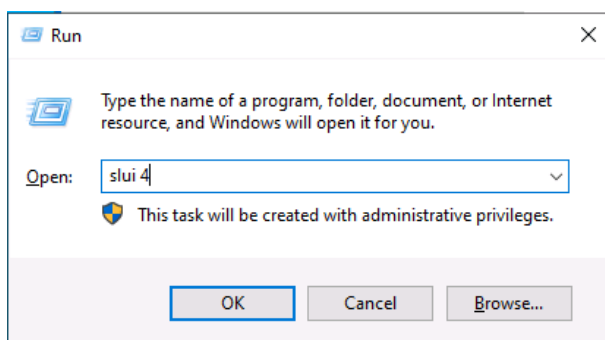 Run
Type the name of a program, folder, document, or Internet
resource, and Windows will open it for you.
Open: slui 4
This task will be created with administrative privileges.
OK Cancel Browse...